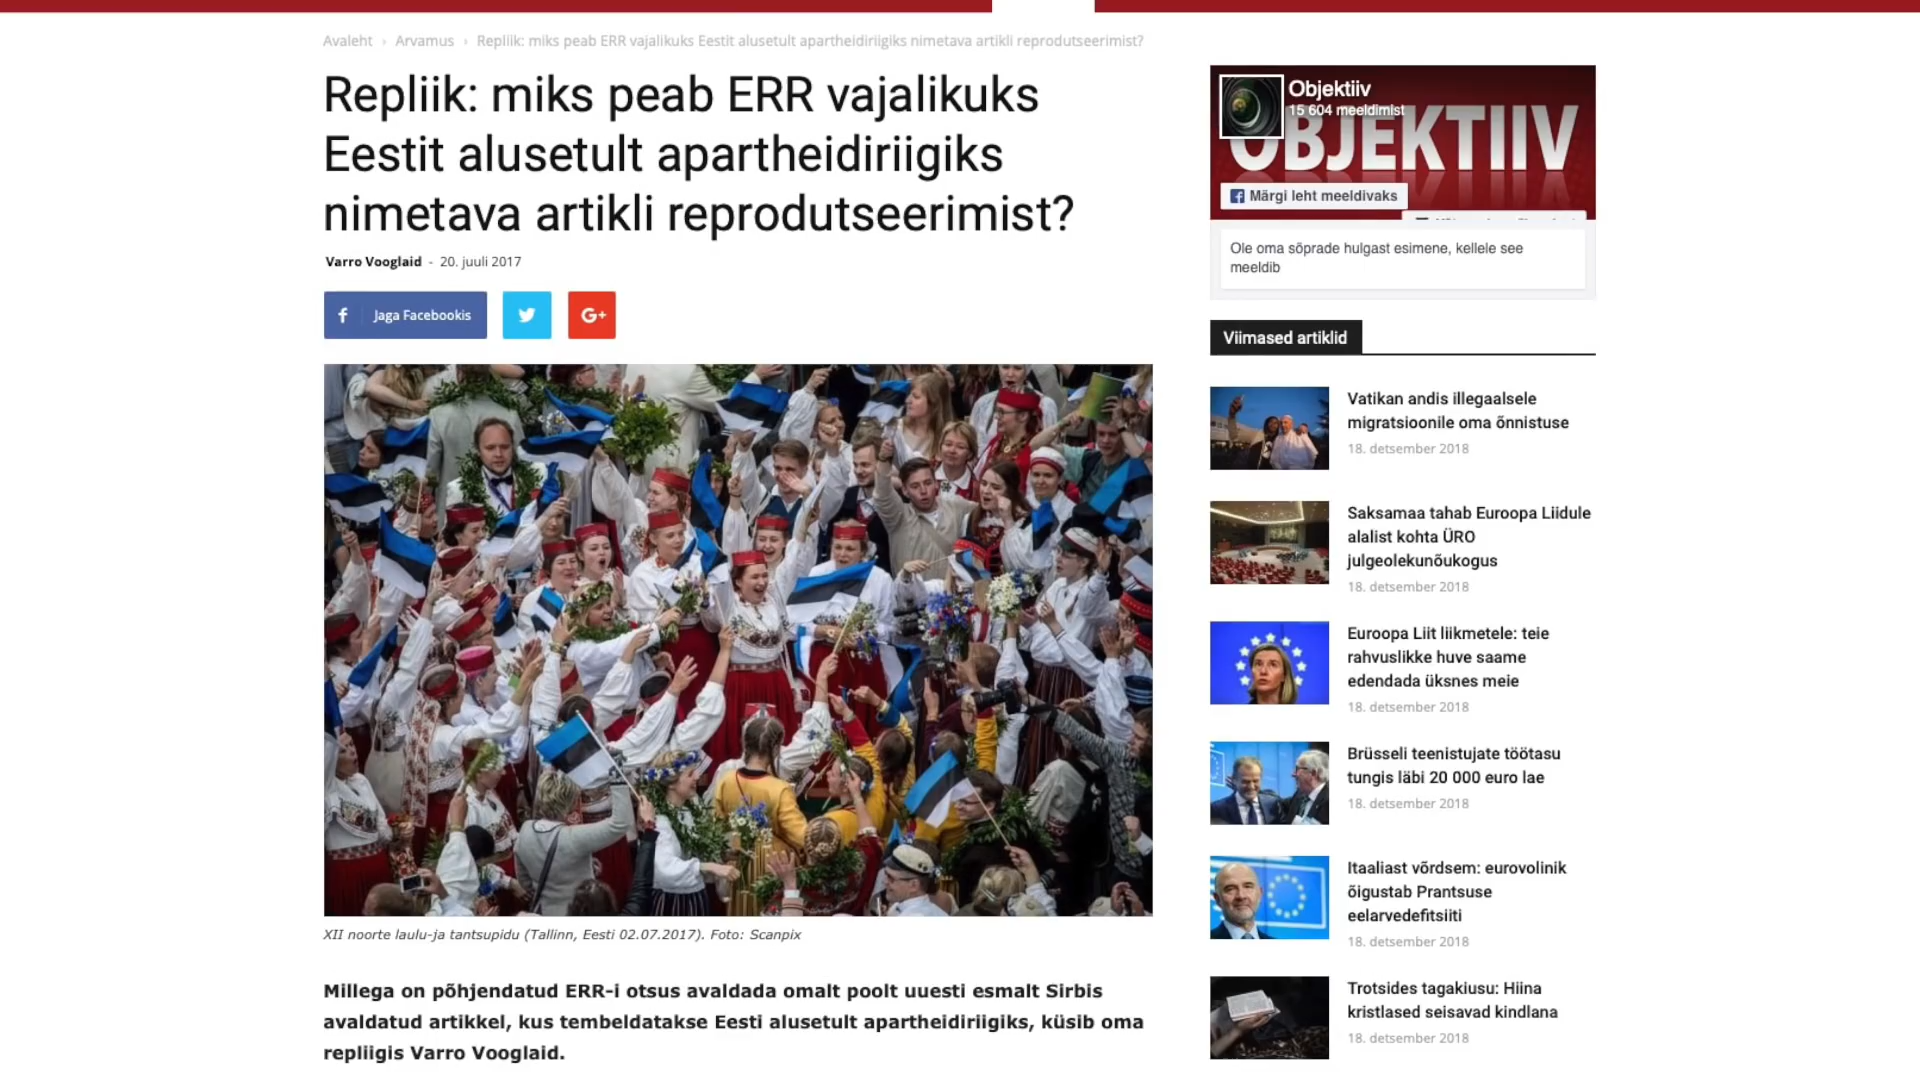 Avaleht › Arvamus › Repliik: miks peab ERR vajalikuks Eestit alusetult apartheidiriigiks nimetava artikli reprodutseerimist?
Repliik: miks peab ERR vajalikuks
Eestit alusetult apartheidiriigiks
nimetava artikli reprodutseerimist?
Varro Vooglaid - 20. juuli 2017
Jaga Facebookis
G+
XII noorte laulu-ja tantsupidu (Tallinn, Eesti 02.07.2017). Foto: Scanpix
Millega on põhjendatud ERR-i otsus avaldada omalt poolt uuesti esmalt Sirbis
avaldatud artikkel, kus tembeldatakse Eesti alusetult apartheidiriigiks, küsib oma
repliigis Varro Vooglaid.
Objektiiv
15 604 meeldimist
OBJEKTIIV
Märgi leht meeldivaks
Ole oma sõprade hulgast esimene, kellele see
meeldib
Viimased artiklid
Vatikan andis illegaalsele
migratsioonile oma õnnistuse
18. detsember 2018
Saksamaa tahab Euroopa Liidule
alalist kohta ÜRO
julgeolekunõukogus
18. detsember 2018
Euroopa Liit liikmetele: teie
rahvuslikke huve saame
edendada üksnes meie
18. detsember 2018
Brüsseli teenistujate töötasu
tungis läbi 20 000 euro lae
18. detsember 2018
Itaaliast võrdsem: eurovolinik
õigustab Prantsuse
eelarvedefitsiiti
18. detsember 2018
Trotsides tagakiusu: Hiina
kristlased seisavad kindlana
18. detsember 2018